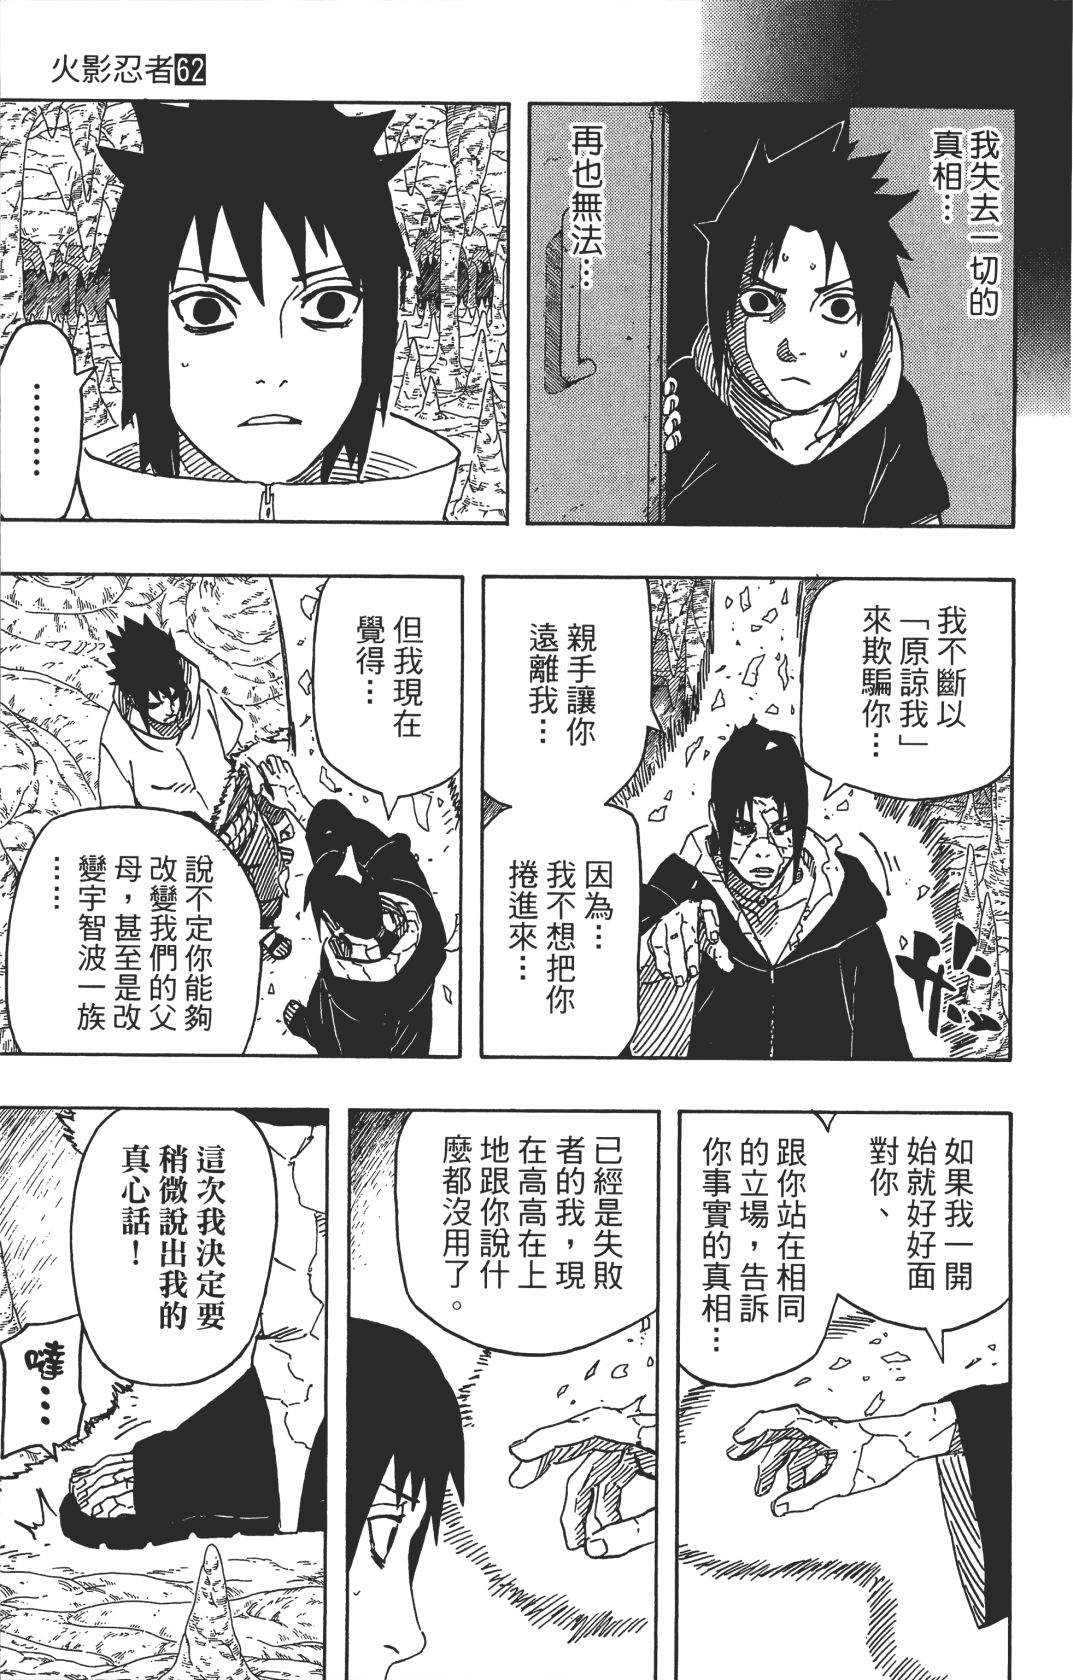 火影忍者62
我失去一切的
真相…
再也無法…
………
我不斷以
「原諒我」
來欺騙你…
親手讓你
遠離我…
因為…
我不想把你
捲進來…
但我現在
覺得…
說不定你能夠
改變我們的父
母，甚至是改
變宇智波一族
……
如果我一開
始就好好面
對你、
跟你站在相同
的立場，告訴
你事實的真相…
已經是失敗
者的我，現
在高高在上
地跟你說什
麼都沒用了。
這次我決定要
稍微說出我的
真心話！
噠…